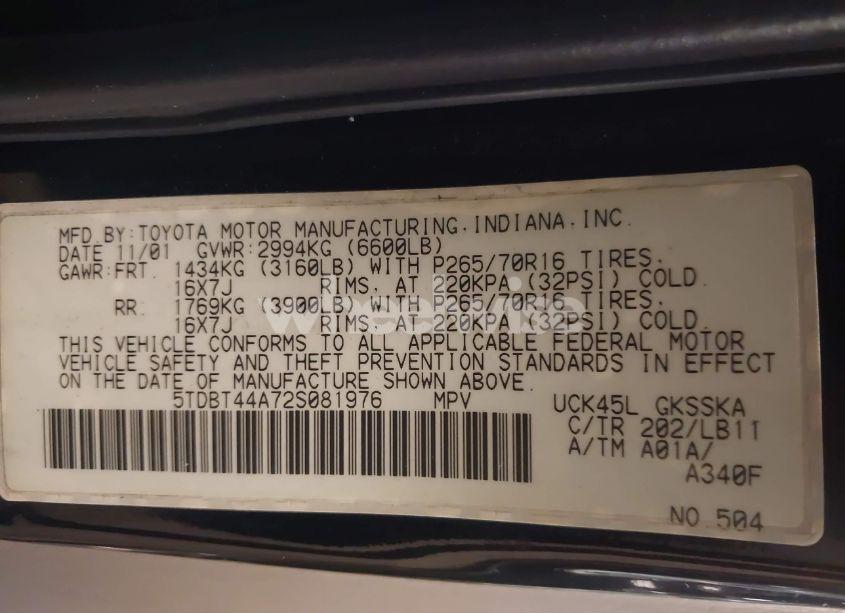 MFD.BY:TOYOTA MOTOR MANUFACTURING.INDIANA.INC.
DATE 11/01 GVWR:2994KG (6600LB)
GAWR:FRT. 1434KG (3160LB) WITH P265/70R16 TIRES.
16X7J RIMS. AT 220KPA (32PSI) COLD.
RR. 1769KG (3900LB) WITH P265/70R16 TIRES.
16X7J RIMS. AT 220KPA (32PSI) COLD.
THIS VEHICLE CONFORMS TO ALL APPLICABLE FEDERAL MOTOR
VEHICLE SAFETY AND THEFT PREVENTION STANDARDS IN EFFECT
ON THE DATE OF MANUFACTURE SHOWN ABOVE.
5TDBT44A72S081976 MPV UCK45L GKSSKA
C/TR 202/LB11
A/TM A01A/
A340F
NO.504